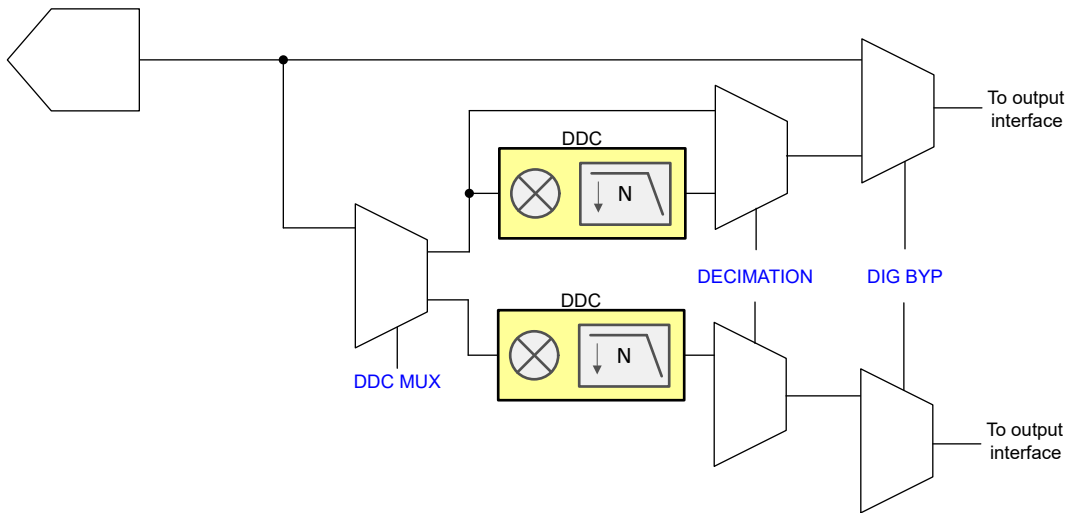 To output
interface
DDC
N
DECIMATION
DIG BYP
DDC
N
DDC MUX
To output
interface